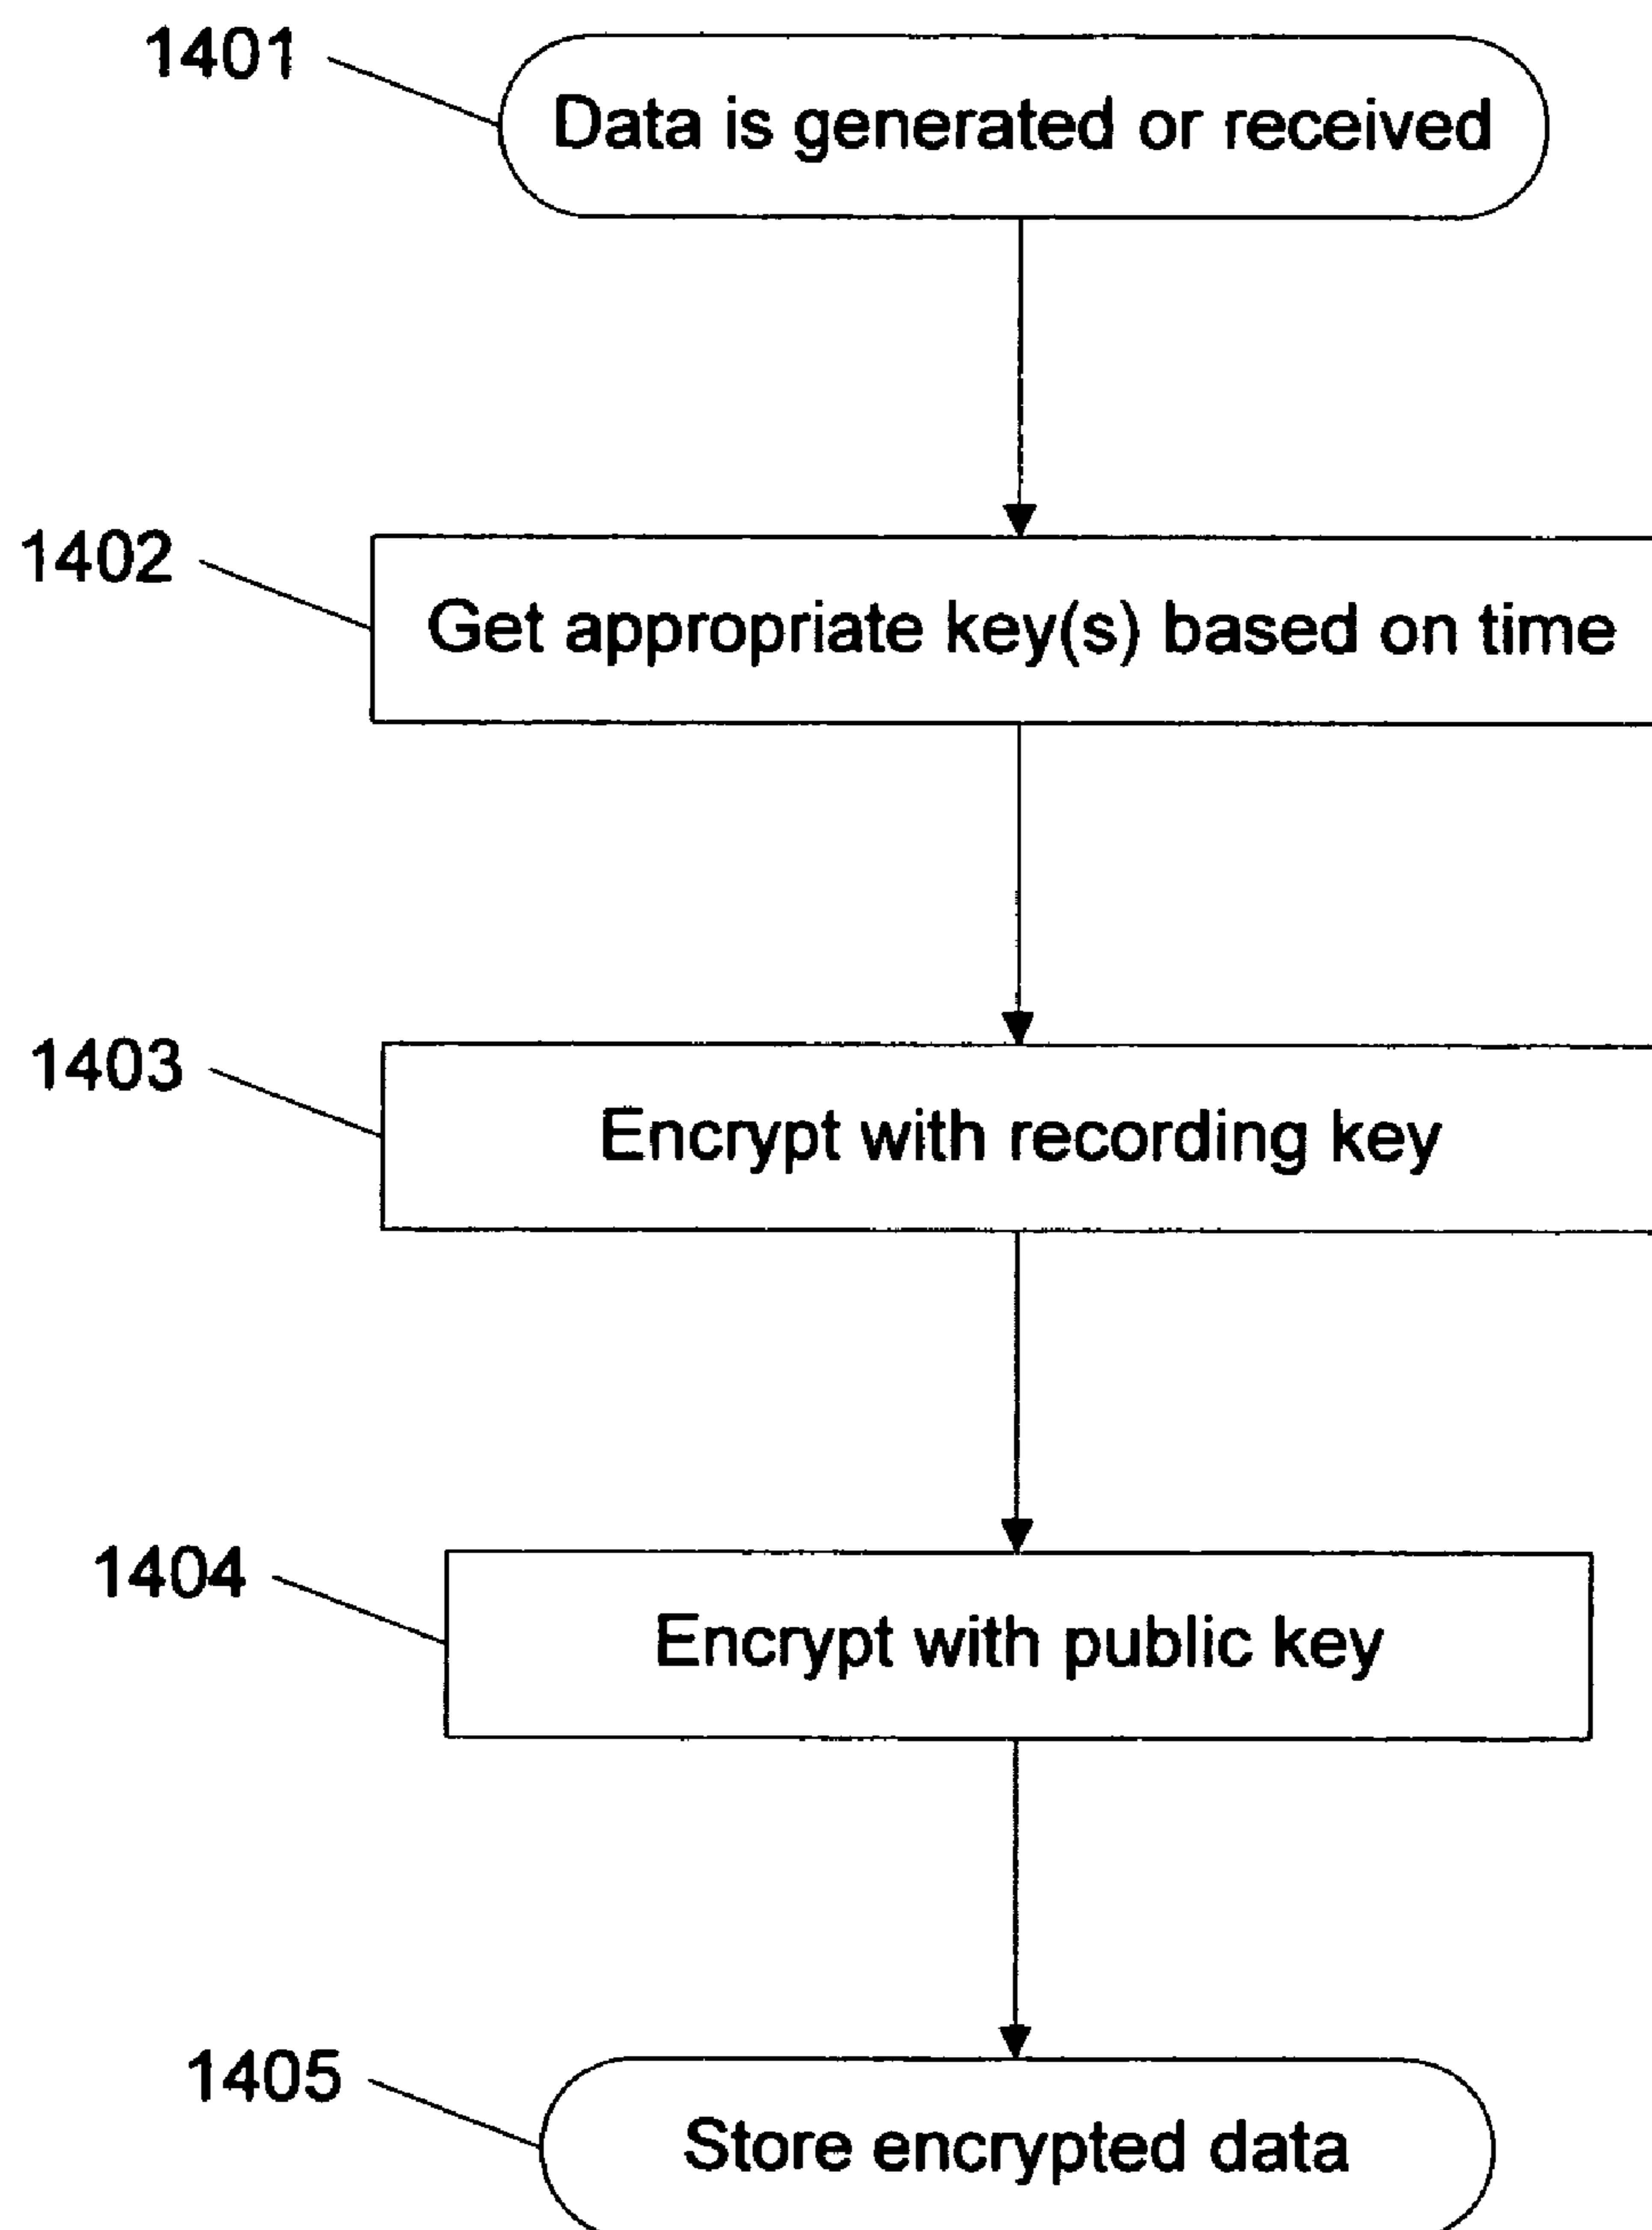 1401
Data is generated or received
1402
Get appropriate key(s) based on time
1403
Encrypt with recording key
1404
Encrypt with public key
1405
Store encrypted data